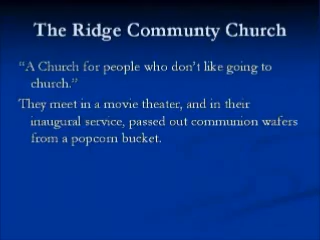 The Ridge Communty Church
“A Church for people who don’t like going to
church.”
They meet in a movie theater, and in their
inaugural service, passed out communion wafers
from a popcorn bucket.